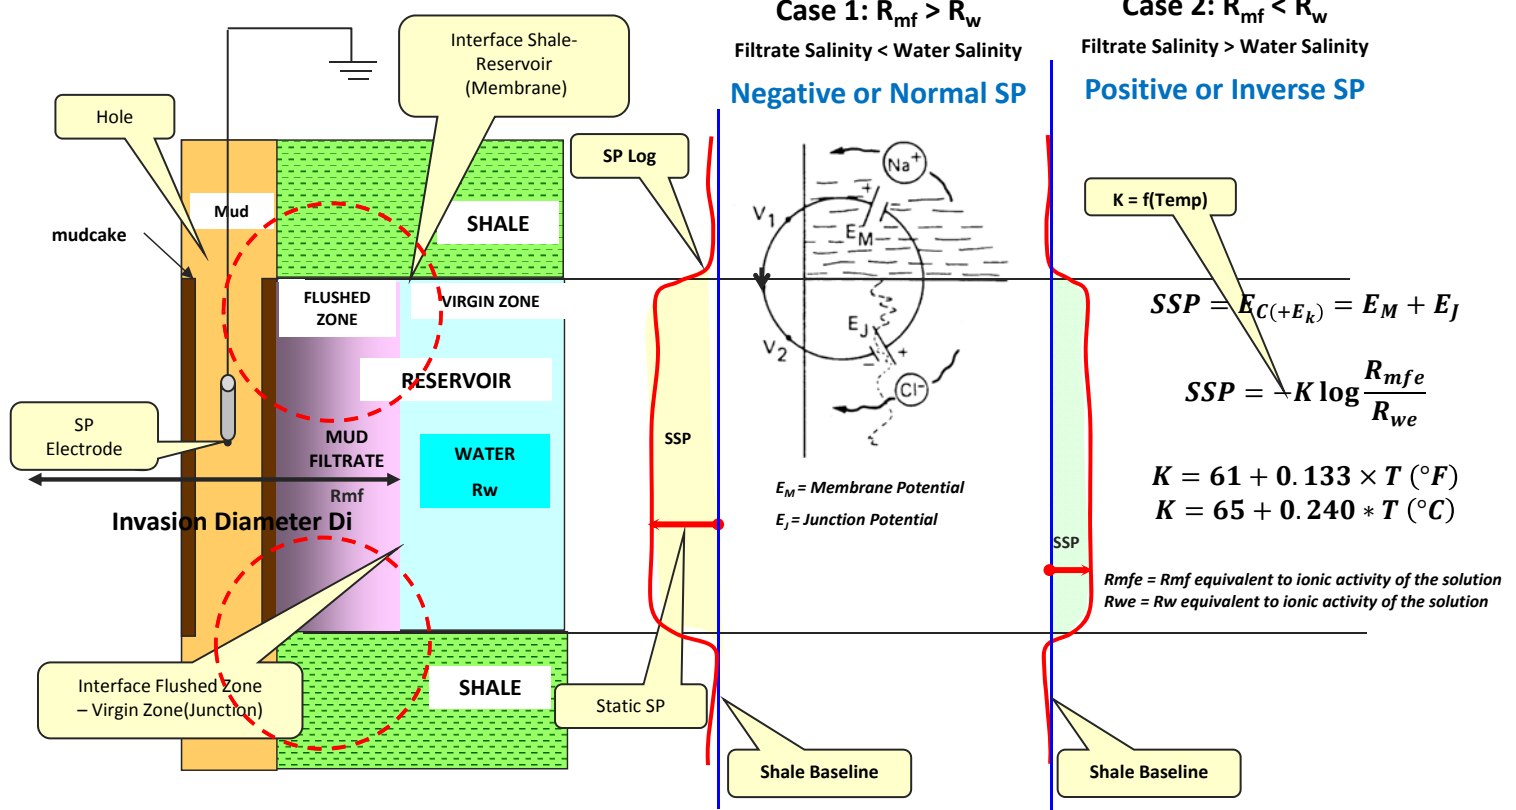 Case 1: Rmf > Rw
Filtrate Salinity < Water Salinity
Negative or Normal SP
Case 2: Rmf < Rw
Filtrate Salinity > Water Salinity
Positive or Inverse SP
Interface Shale-
Reservoir
(Membrane)
Hole
SP Log
Mud
mudcake
SHALE
FLUSHED
ZONE
VIRGIN ZONE
RESERVOIR
SP
Electrode
MUD
FILTRATE
Rmf
WATER
Rw
Invasion Diameter Di
Interface Flushed Zone
– Virgin Zone(Junction)
SHALE
SSP
Static SP
Shale Baseline
Na+
V1
+
EM
EJ
V2
+
−
Cl-
EM = Membrane Potential
EJ = Junction Potential
K = f(Temp)
SSP = EC(+Ek) = EM + EJ
SSP = −K log Rmfe / Rwe
K = 61 + 0.133 × T (°F)
K = 65 + 0.240 * T (°C)
SSP
Rmfe = Rmf equivalent to ionic activity of the solution
Rwe = Rw equivalent to ionic activity of the solution
Shale Baseline